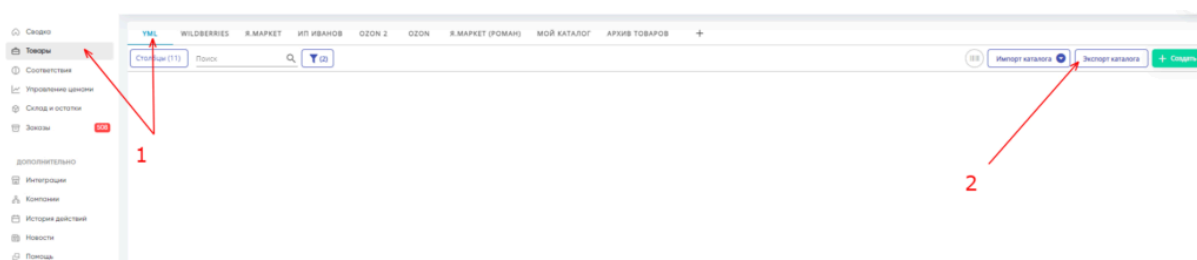 Сводка
Товары
Соответствия
Управление ценами
Склад и остатки
Заказы 508
ДОПОЛНИТЕЛЬНО
Интеграции
Компании
История действий
Новости
Помощь
YML WILDBERRIES Я.МАРКЕТ ИП ИВАНОВ OZON 2 OZON Я.МАРКЕТ (РОМАН) МОЙ КАТАЛОГ АРХИВ ТОВАРОВ +
Столбцы (11) Поиск (2) Импорт каталога Экспорт каталога + Создать
1
2